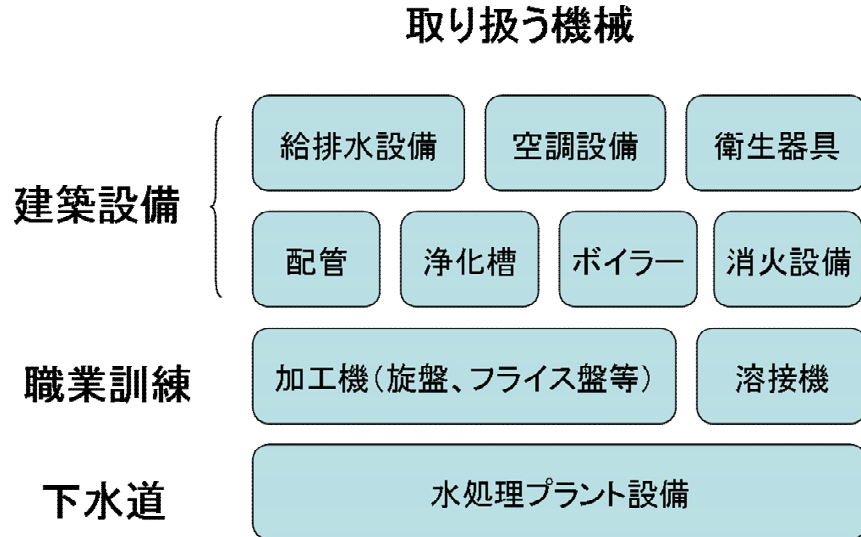 取り扱う機械
建築設備
給排水設備
空調設備
衛生器具
配管
浄化槽
ボイラー
消火設備
職業訓練
加工機(旋盤、フライス盤等)
溶接機
下水道
水処理プラント設備